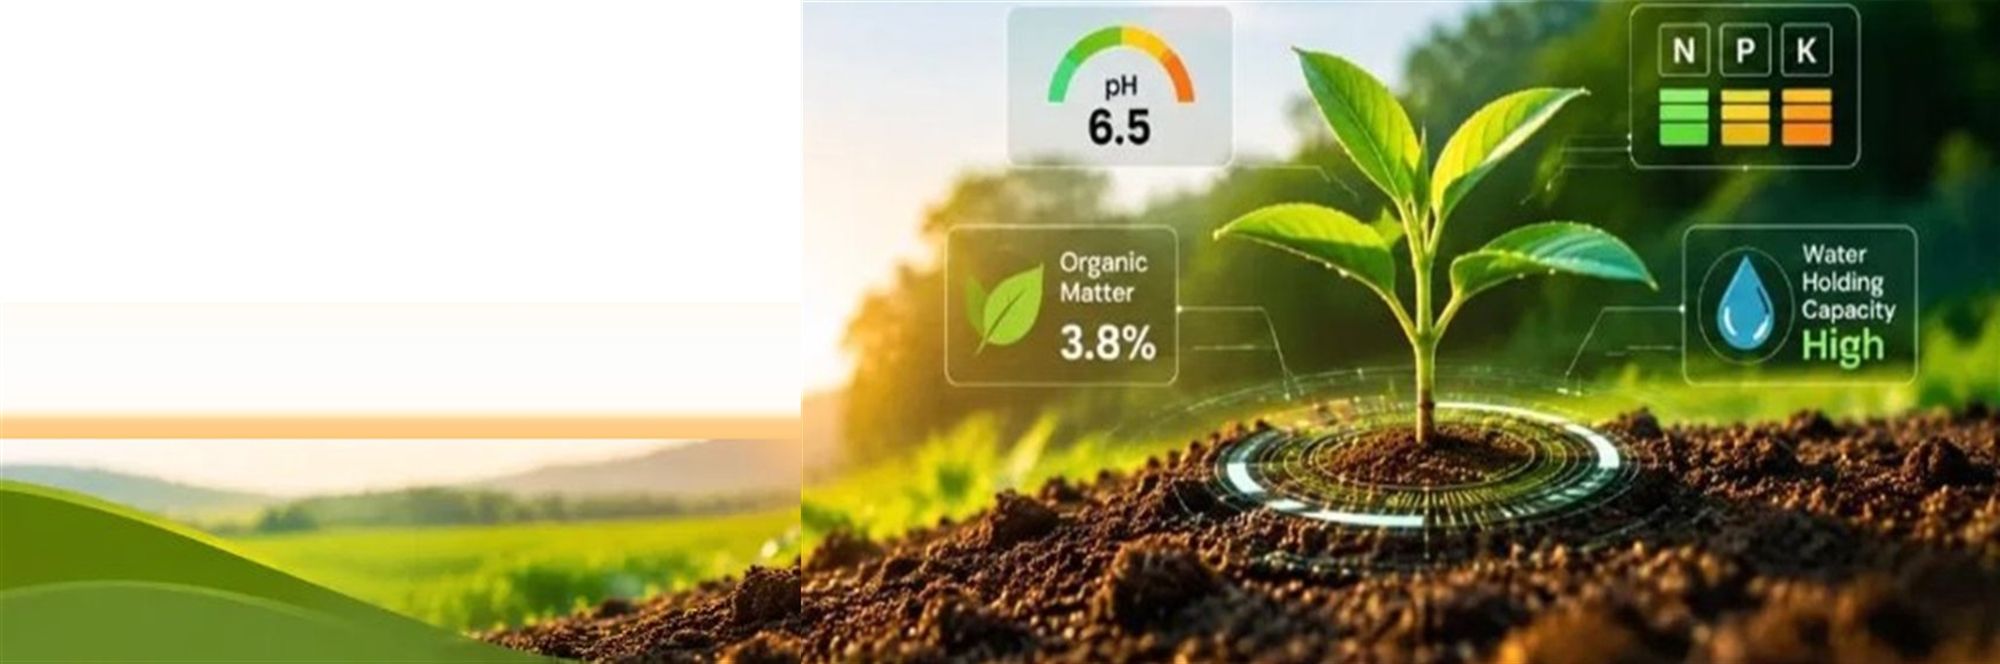 pH
6.5
N P K
Organic
Matter
3.8%
Water
Holding
Capacity
High